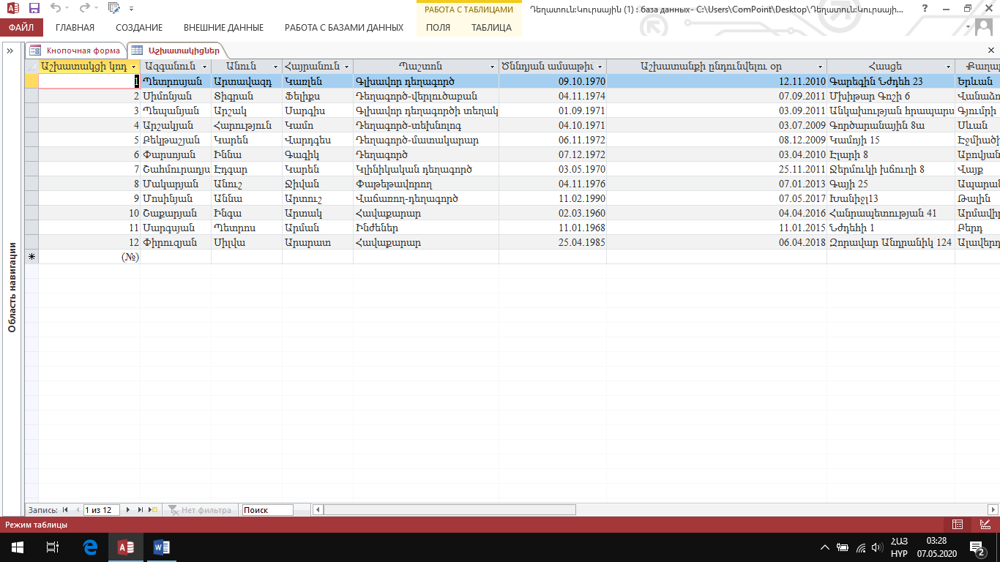 РАБОТА С ТАБЛИЦАМИ Դեղատուն:Կուրսային (1) : база данных- C:\Users\ComPoint\Desktop\Դեղատուն:Կուրսայի...
ФАЙЛ ГЛАВНАЯ СОЗДАНИЕ ВНЕШНИЕ ДАННЫЕ РАБОТА С БАЗАМИ ДАННЫХ ПОЛЯ ТАБЛИЦА
Кнопочная форма Աշխատակիցներ
Աշխատակցի կոդ Ազգանուն Անուն Հայրանուն Պաշտոն Ծննդյան ամսաթիվ Աշխատանքի ընդունվելու օր Հասցե Քաղաք
1 Պետրոսյան Արտավազդ Կառլեն Գլխավոր դեղագործ 09.10.1970 12.11.2010 Գարեգին Նժդեհ 23 Երևան
2 Սիմոնյան Տիգրան Ֆելիքս Դեղագործ-վերլուծաբան 04.11.1974 07.09.2011 Մխիթար Գոշի 6 Վանաձո
3 Պեպանյան Արշակ Սարգիս Գլխավոր դեղագործի տեղակ 01.09.1971 03.09.2011 Անկախության հրապարա Գյումրի
4 Արշակյան Հարություն Կամո Դեղագործ-տեխնոլոգ 04.10.1971 03.07.2009 Գործարանային 8ա Սևան
5 Բեկթաշյան Կարեն Վարդգես Դեղագործ-մատակարար 06.11.1972 08.12.2009 Կամոյի 15 Էջմիածի
6 Փարսոյան Իննա Գագիկ Դեղագործ 07.12.1972 03.04.2010 Էլարի 8 Աբովյան
7 Շահմուրադյա Էդգար Կարեն Կլինիկական դեղագործ 03.05.1970 25.11.2011 Ջերմուկի խճուղի 8 Վայք
8 Մակարյան Անուշ Ջիվան Փաթեթավորող 04.11.1976 07.01.2013 Գայի 25 Ապարան
9 Մոսինյան Աննա Արտուշ Վաճառող-դեղագործ 11.02.1990 07.05.2017 Խանիջյ13 Թալին
10 Շաքարյան Ինգա Արտակ Հավաքարար 02.03.1960 04.04.2016 Հանրապետության 41 Արմավիր
11 Սարգսյան Պետրոս Արման Ինժեներ 11.01.1968 11.01.2015 Նժդեհի 1 Բերդ
12 Փիրուզյան Սիլվա Արարատ Հավաքարար 25.04.1985 06.04.2018 Զորավար Անդրանիկ 124 Ալավերդ
(№)
Область навигации
Запись: 1 из 12 Нет фильтра Поиск
Режим таблицы
ՀԱՅ 03:28
HYP 07.05.2020 2